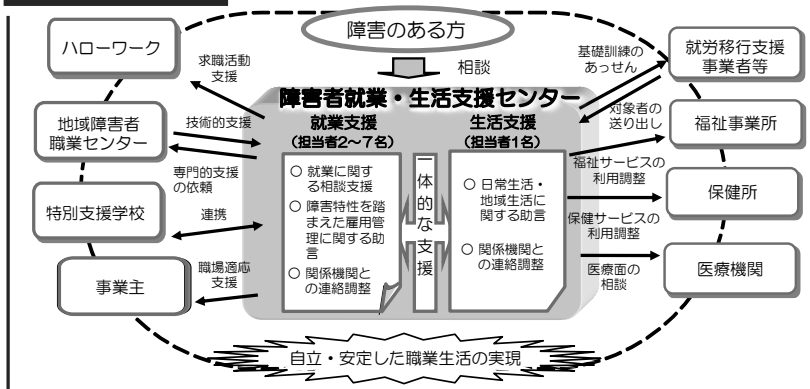 障害のある方
相談
ハローワーク
求職活動
支援
地域障害者
職業センター
技術的支援
専門的支援
の依頼
特別支援学校
連携
事業主
職場適応
支援
障害者就業・生活支援センター
就業支援
（担当者2～7名）
○ 就業に関す
る相談支援
○ 障害特性を踏
まえた雇用管
理に関する助
言
○ 関係機関と
の連絡調整
一体的な支援
生活支援
（担当者1名）
○ 日常生活・
地域生活に
関する助言
○ 関係機関と
の連絡調整
基礎訓練の
あっせん
就労移行支援
事業者等
対象者の
送り出し
福祉事業所
福祉サービスの
利用調整
保健所
保健サービスの
利用調整
医療機関
医療面の
相談
自立・安定した職業生活の実現